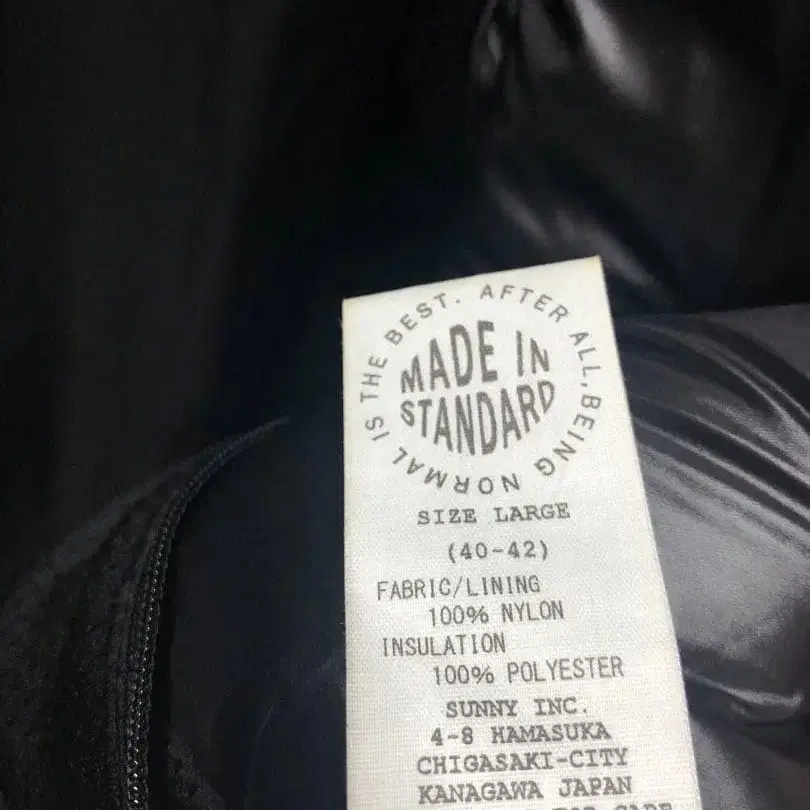 AFTER ALL, BEING NORMAL IS THE BEST.
MADE IN
STANDARD
SIZE LARGE
(40-42)
FABRIC/LINING
100% NYLON
INSULATION
100% POLYESTER
SUNNY INC.
4-8 HAMASUKA
CHIGASAKI-CITY
KANAGAWA JAPAN